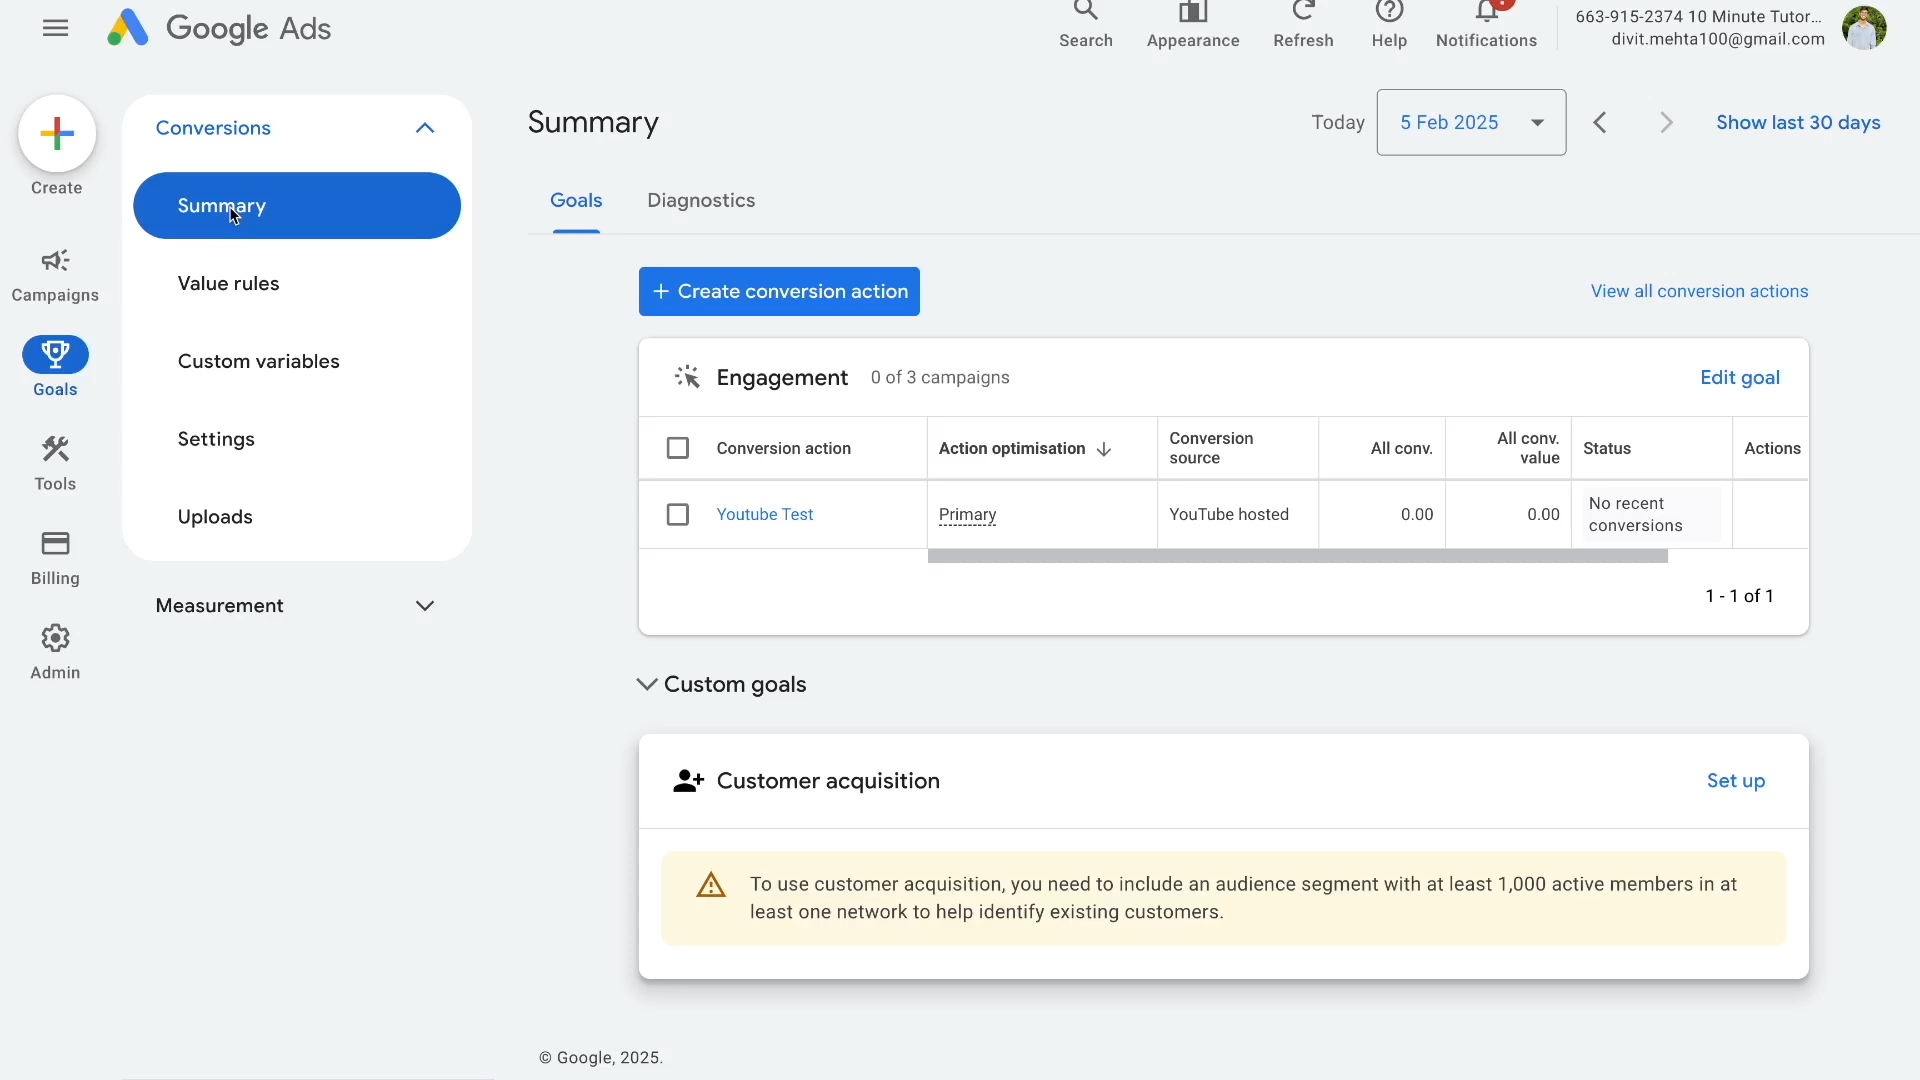 Google Ads
Search
Appearance
Refresh
Help
Notifications
663-915-2374 10 Minute Tutor...
divit.mehta100@gmail.com
Create
Campaigns
Goals
Tools
Billing
Admin
Conversions
Summary
Value rules
Custom variables
Settings
Uploads
Measurement
Summary
Today
5 Feb 2025
Show last 30 days
Goals
Diagnostics
+ Create conversion action
View all conversion actions
Engagement
0 of 3 campaigns
Edit goal
Conversion action
Action optimisation
Conversion
source
All conv.
All conv.
value
Status
Actions
Youtube Test
Primary
YouTube hosted
0.00
0.00
No recent
conversions
1 - 1 of 1
Custom goals
Customer acquisition
Set up
To use customer acquisition, you need to include an audience segment with at least 1,000 active members in at
least one network to help identify existing customers.
© Google, 2025.